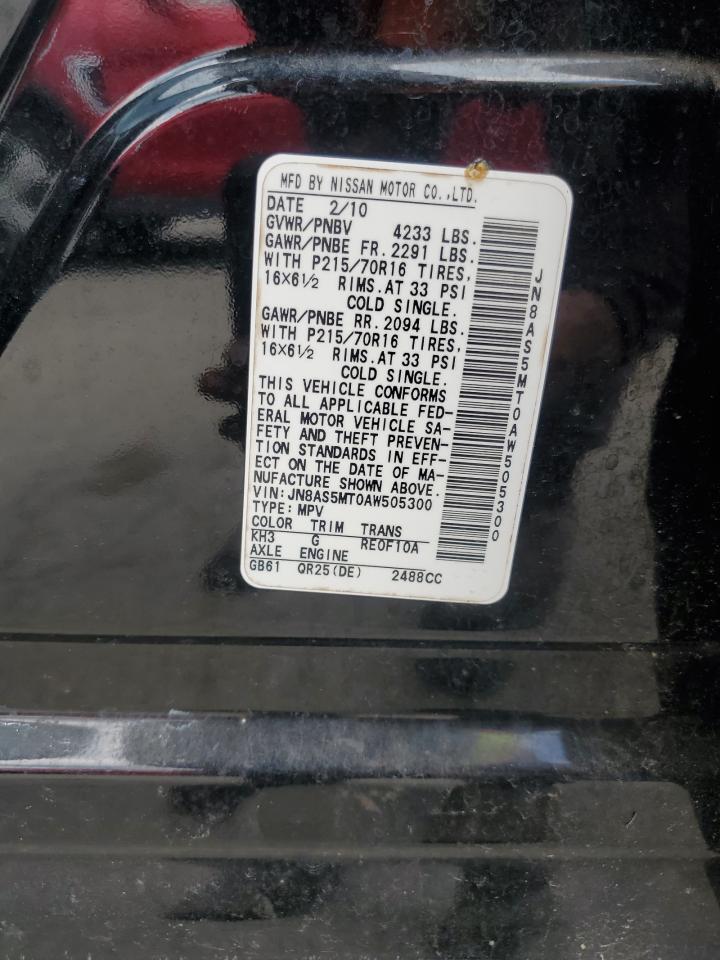 MFD BY NISSAN MOTOR CO.,LTD.
DATE 2/10
GVWR/PNBV 4233 LBS.
GAWR/PNBE FR. 2291 LBS.
WITH P215/70R16 TIRES,
16X6½ RIMS. AT 33 PSI
COLD SINGLE.
GAWR/PNBE RR. 2094 LBS.
WITH P215/70R16 TIRES,
16X6½ RIMS. AT 33 PSI
COLD SINGLE.
THIS VEHICLE CONFORMS
TO ALL APPLICABLE FED-
ERAL MOTOR VEHICLE SA-
FETY AND THEFT PREVEN-
TION STANDARDS IN EFF-
ECT ON THE DATE OF MA-
NUFACTURE SHOWN ABOVE.
VIN:JN8AS5MT0AW505300
TYPE: MPV
COLOR TRIM TRANS
KH3 G RE0F10A
AXLE ENGINE
GB61 QR25(DE) 2488CC
JN8AS5MT0AW505300